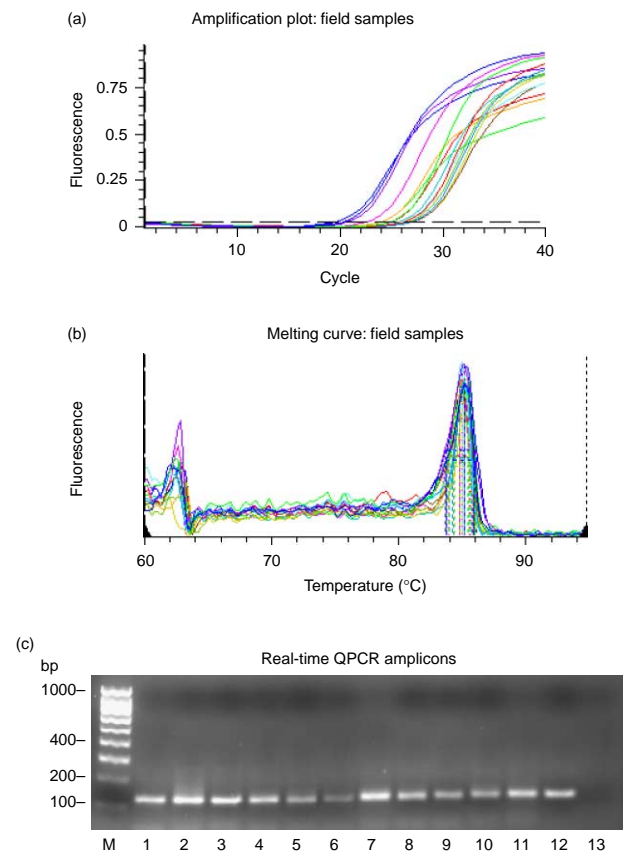 (a)
Amplification plot: field samples
Fluorescence
0.75
0.5
0.25
0
10 20 30 40
Cycle
(b)
Melting curve: field samples
Fluorescence
60 70 80 90
Temperature (°C)
(c)
bp
Real-time QPCR amplicons
1000–
400–
200–
100–
M 1 2 3 4 5 6 7 8 9 10 11 12 13